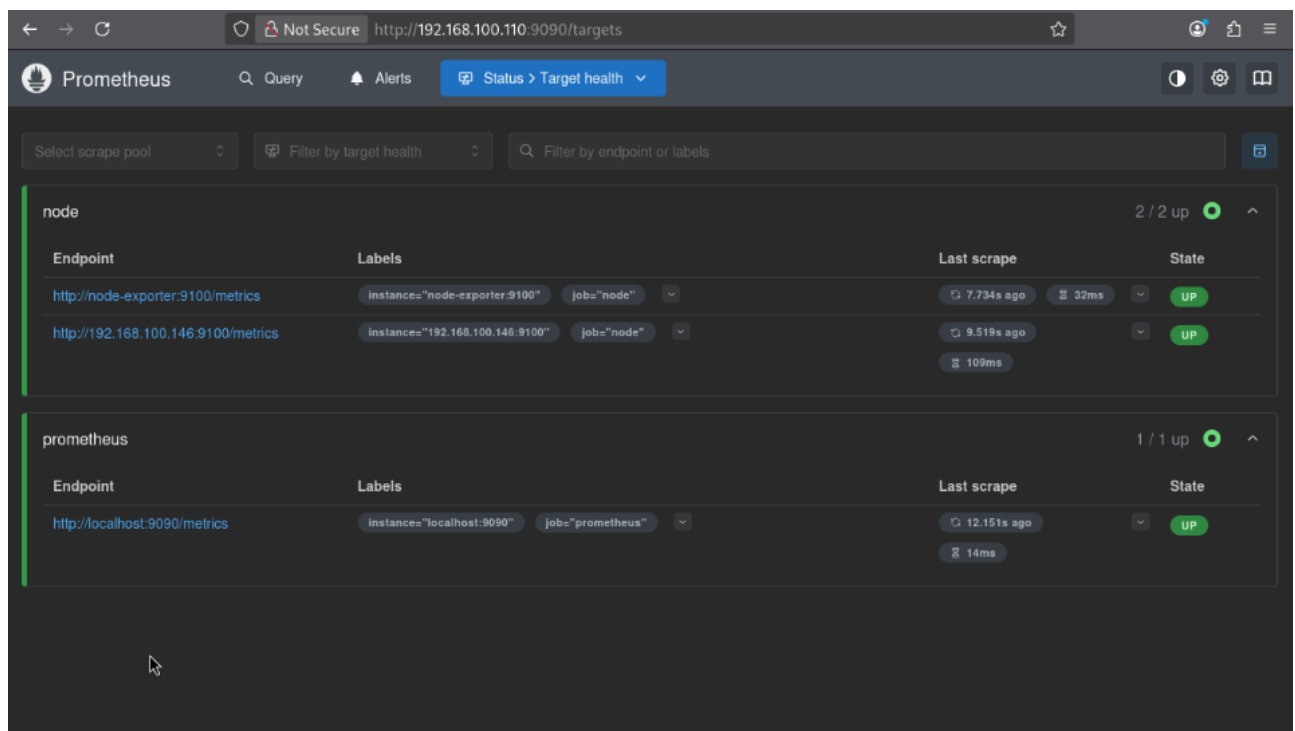 Not Secure http://192.168.100.110:9090/targets
Prometheus Query Alerts Status > Target health
Select scrape pool Filter by target health Filter by endpoint or labels
node 2 / 2 up
Endpoint Labels Last scrape State
http://node-exporter:9100/metrics instance="node-exporter:9100" job="node" 7.734s ago 32ms UP
http://192.168.100.146:9100/metrics instance="192.168.100.146:9100" job="node" 9.519s ago UP
109ms
prometheus 1 / 1 up
Endpoint Labels Last scrape State
http://localhost:9090/metrics instance="localhost:9090" job="prometheus" 12.151s ago UP
14ms